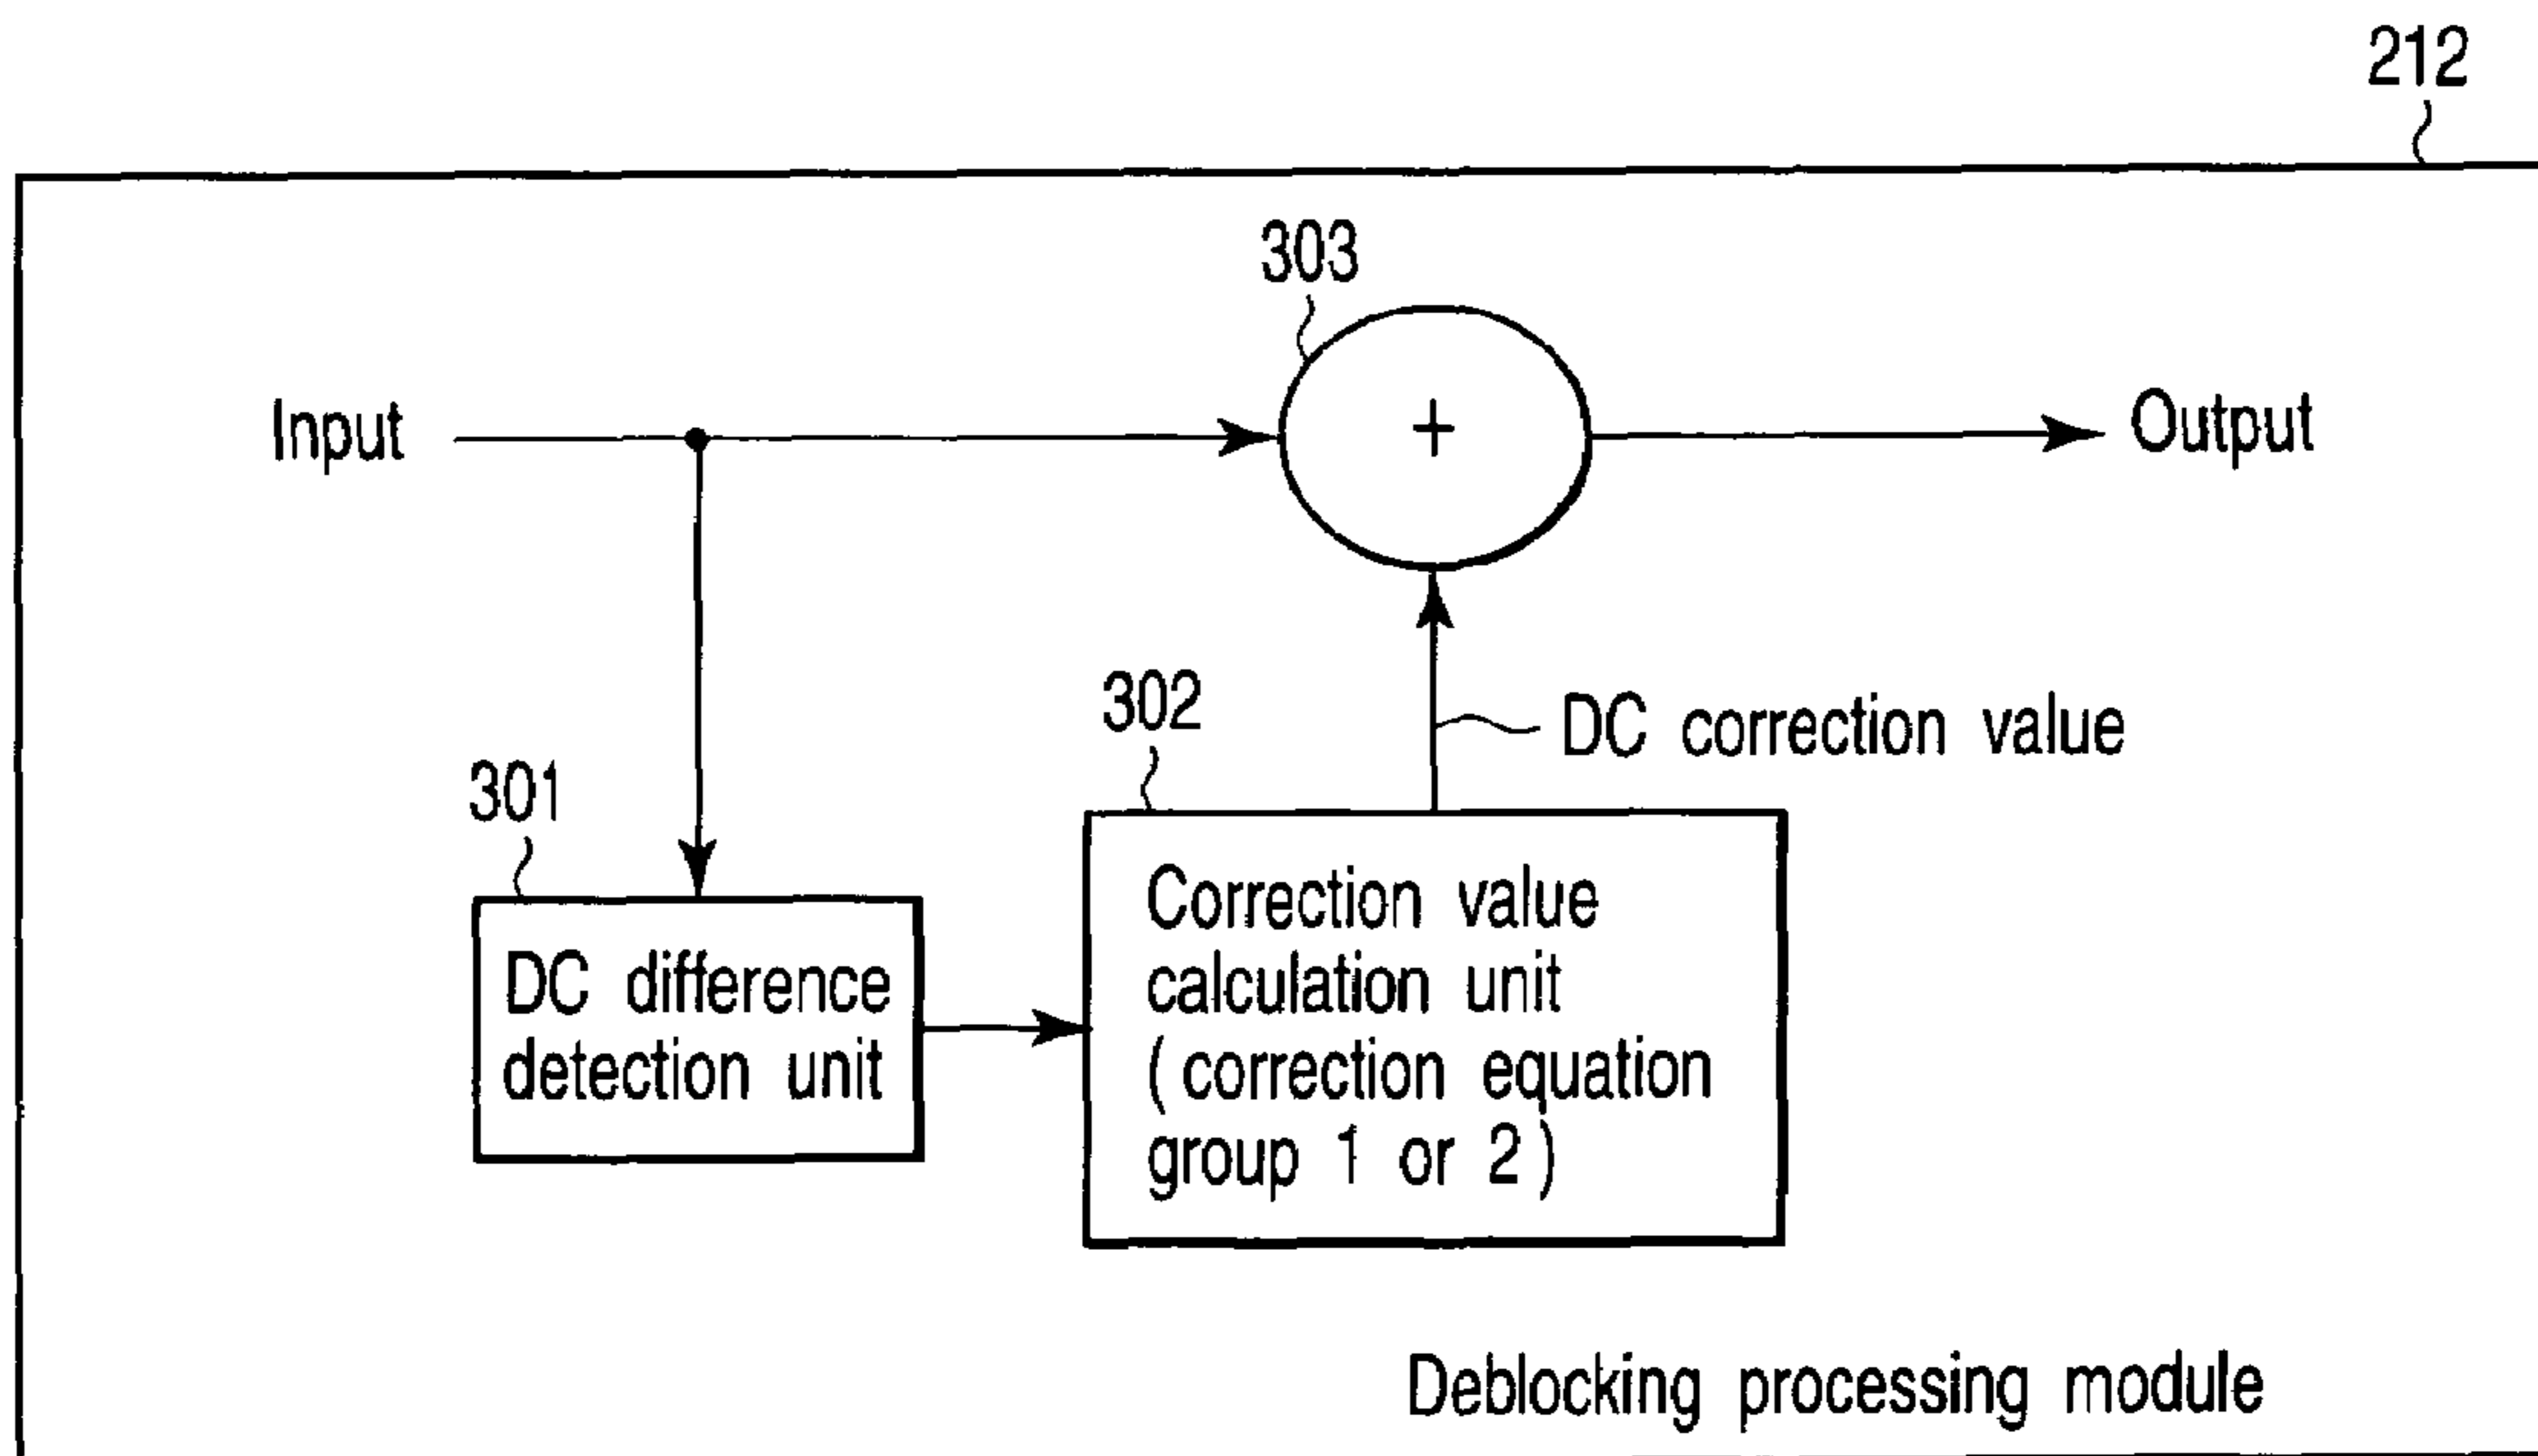 212
303
Input
+
Output
302
DC correction value
301
Correction value
calculation unit
( correction equation
group 1 or 2 )
DC difference
detection unit
Deblocking processing module